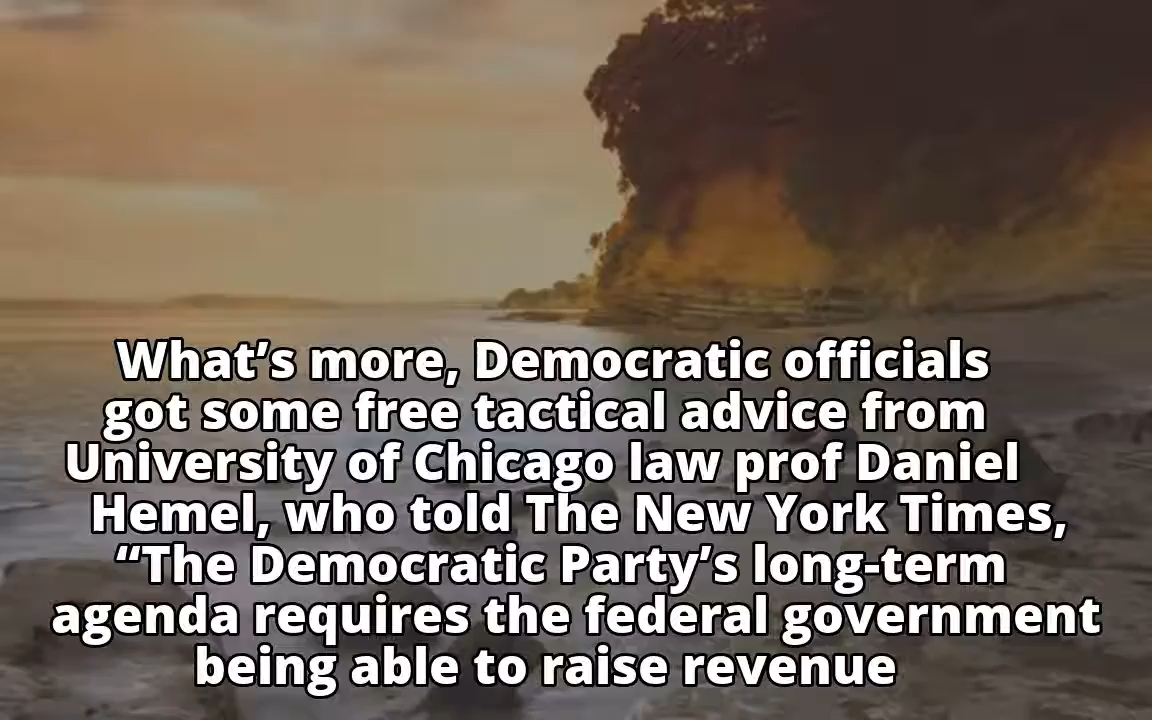 What’s more, Democratic officials
got some free tactical advice from
University of Chicago law prof Daniel
Hemel, who told The New York Times,
“The Democratic Party’s long-term
agenda requires the federal government
being able to raise revenue